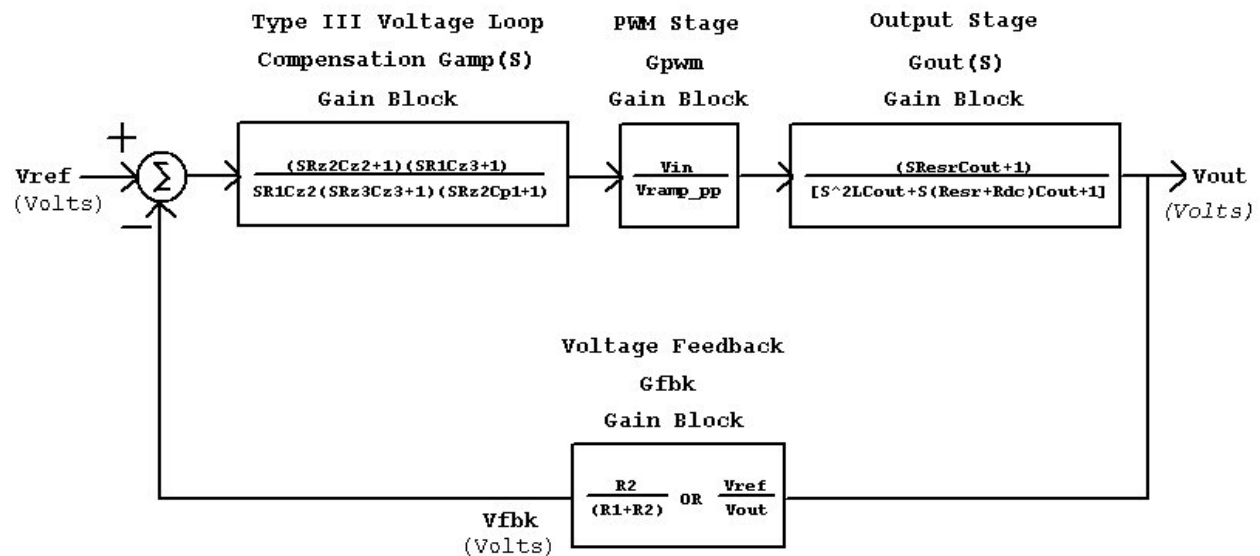 Type III Voltage Loop
Compensation Gamp(S)
Gain Block
PWM Stage
Gpwm
Gain Block
Output Stage
Gout(S)
Gain Block
+
Vref
(Volts)
Σ
−
(SRz2Cz2+1)(SR1Cz3+1)
SR1Cz2(SRz3Cz3+1)(SRz2Cp1+1)
Vin
Vramp_pp
(SResrCout+1)
[S^2LCout+S(Resr+Rdc)Cout+1]
Vout
(Volts)
Voltage Feedback
Gfbk
Gain Block
R2
(R1+R2)
OR
Vref
Vout
Vfbk
(Volts)